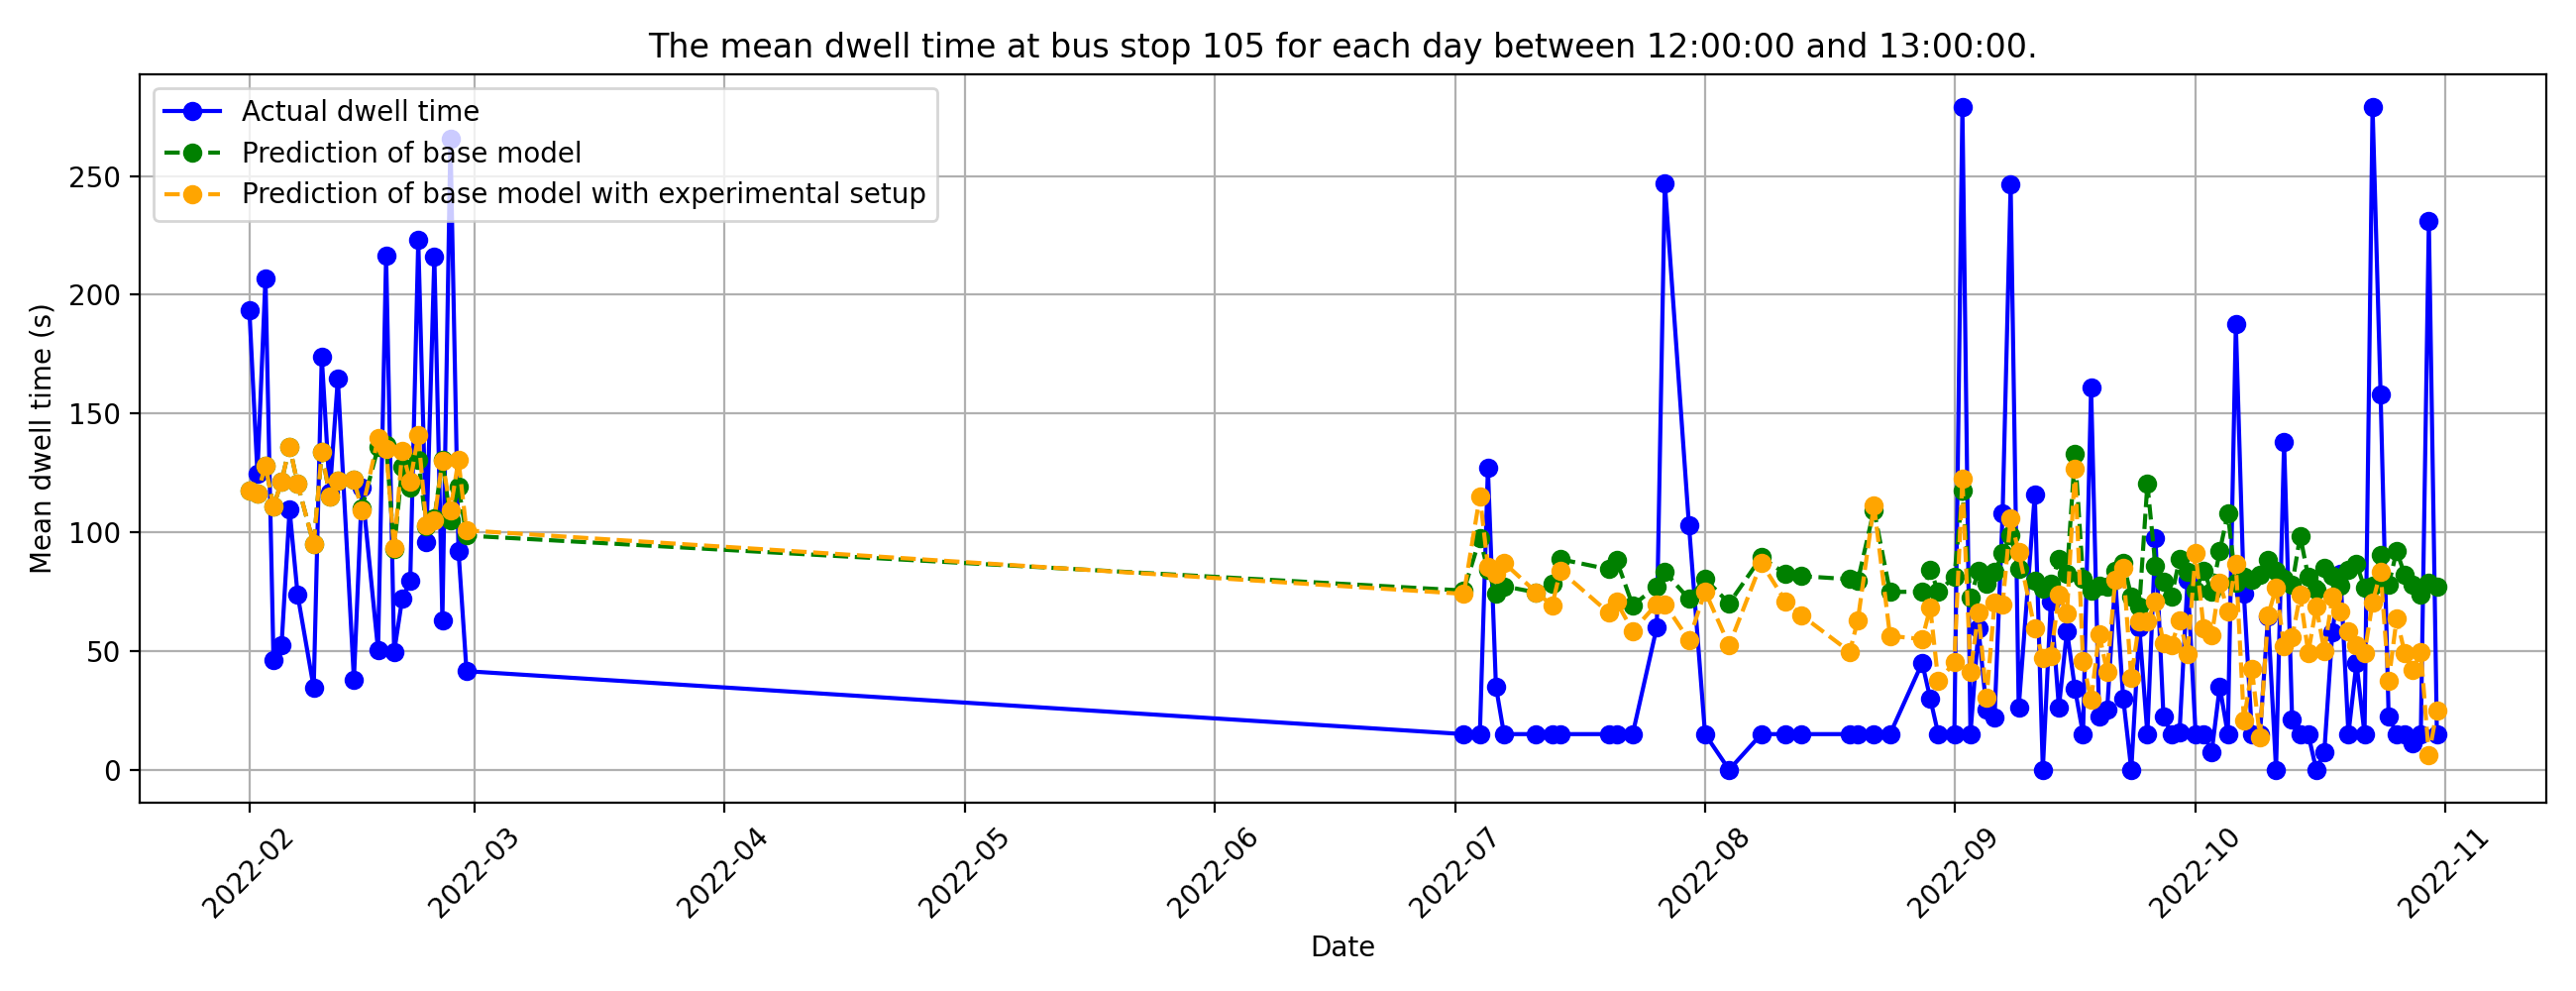 The mean dwell time at bus stop 105 for each day between 12:00:00 and 13:00:00.
Actual dwell time
Prediction of base model
Prediction of base model with experimental setup
Mean dwell time (s)
250
200
150
100
50
0
2022-02
2022-03
2022-04
2022-05
2022-06
2022-07
2022-08
2022-09
2022-10
2022-11
Date